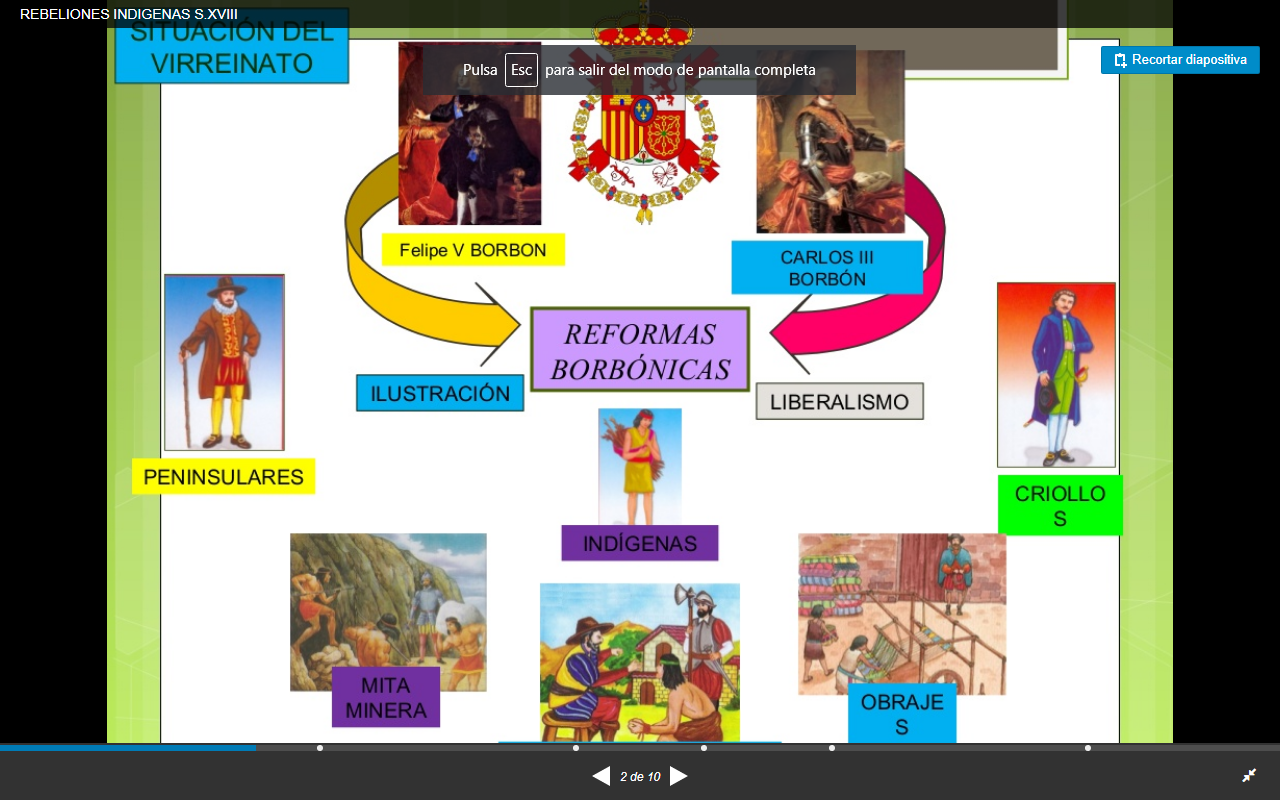 REBELIONES INDIGENAS S.XVIII
SITUACIÓN DEL
VIRREINATO
Pulsa Esc para salir del modo de pantalla completa
Recortar diapositiva
Felipe V BORBON
CARLOS III
BORBÓN
REFORMAS
BORBÓNICAS
ILUSTRACIÓN
LIBERALISMO
PENINSULARES
CRIOLLO
S
INDÍGENAS
MITA
MINERA
OBRAJE
S
2 de 10